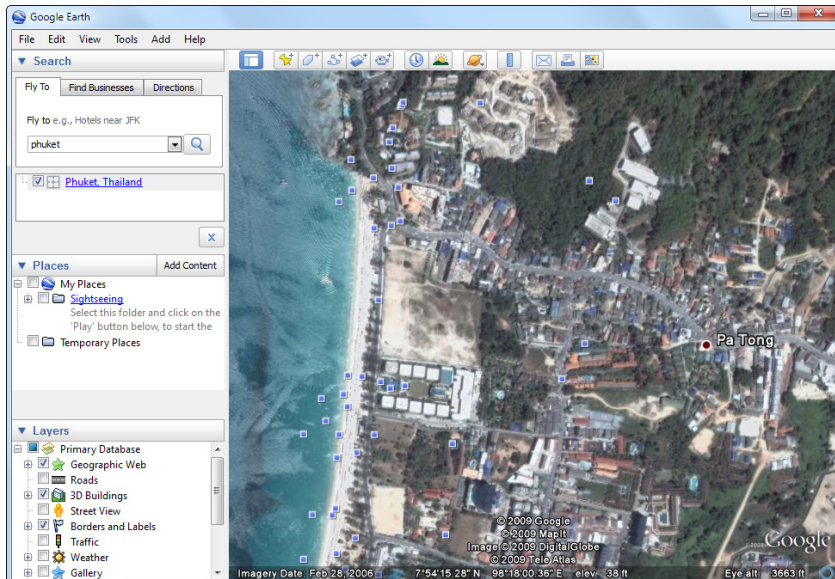 Google Earth
File Edit View Tools Add Help
Search
Fly To Find Businesses Directions
Fly to e.g., Hotels near JFK
phuket
Phuket, Thailand
Places Add Content
My Places
Sightseeing
Select this folder and click on the
'Play' button below, to start the
Temporary Places
Layers
Primary Database
Geographic Web
Roads
3D Buildings
Street View
Borders and Labels
Traffic
Weather
Gallery
Pa Tong
© 2009 Google
© 2009 MapIt
Image © 2009 DigitalGlobe
© 2009 Tele Atlas
Google
Imagery Date: Feb 28, 2006 7°54'15.28" N 98°18'00.36" E elev 38 ft Eye alt 3663 ft